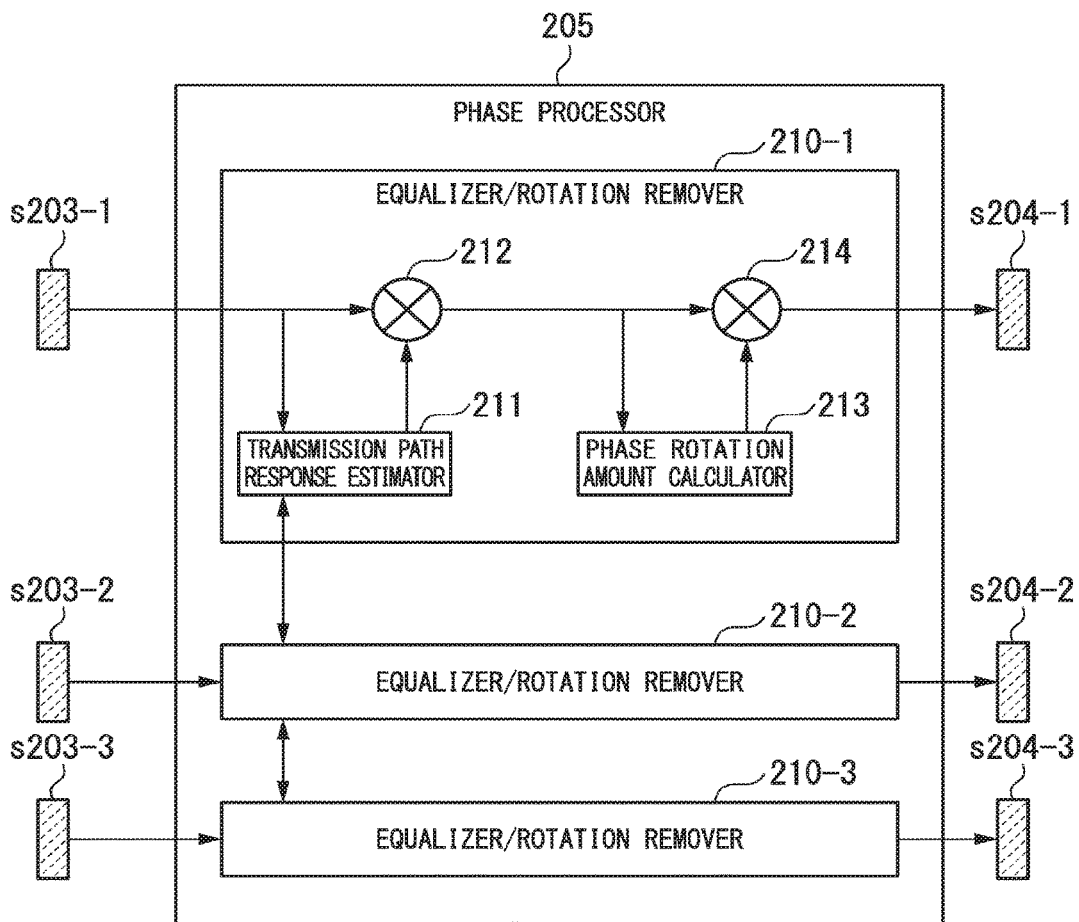 205
PHASE PROCESSOR
210-1
EQUALIZER/ROTATION REMOVER
s203-1
s204-1
212
214
211
213
TRANSMISSION PATH
RESPONSE ESTIMATOR
PHASE ROTATION
AMOUNT CALCULATOR
s203-2
s204-2
210-2
EQUALIZER/ROTATION REMOVER
s203-3
s204-3
210-3
EQUALIZER/ROTATION REMOVER